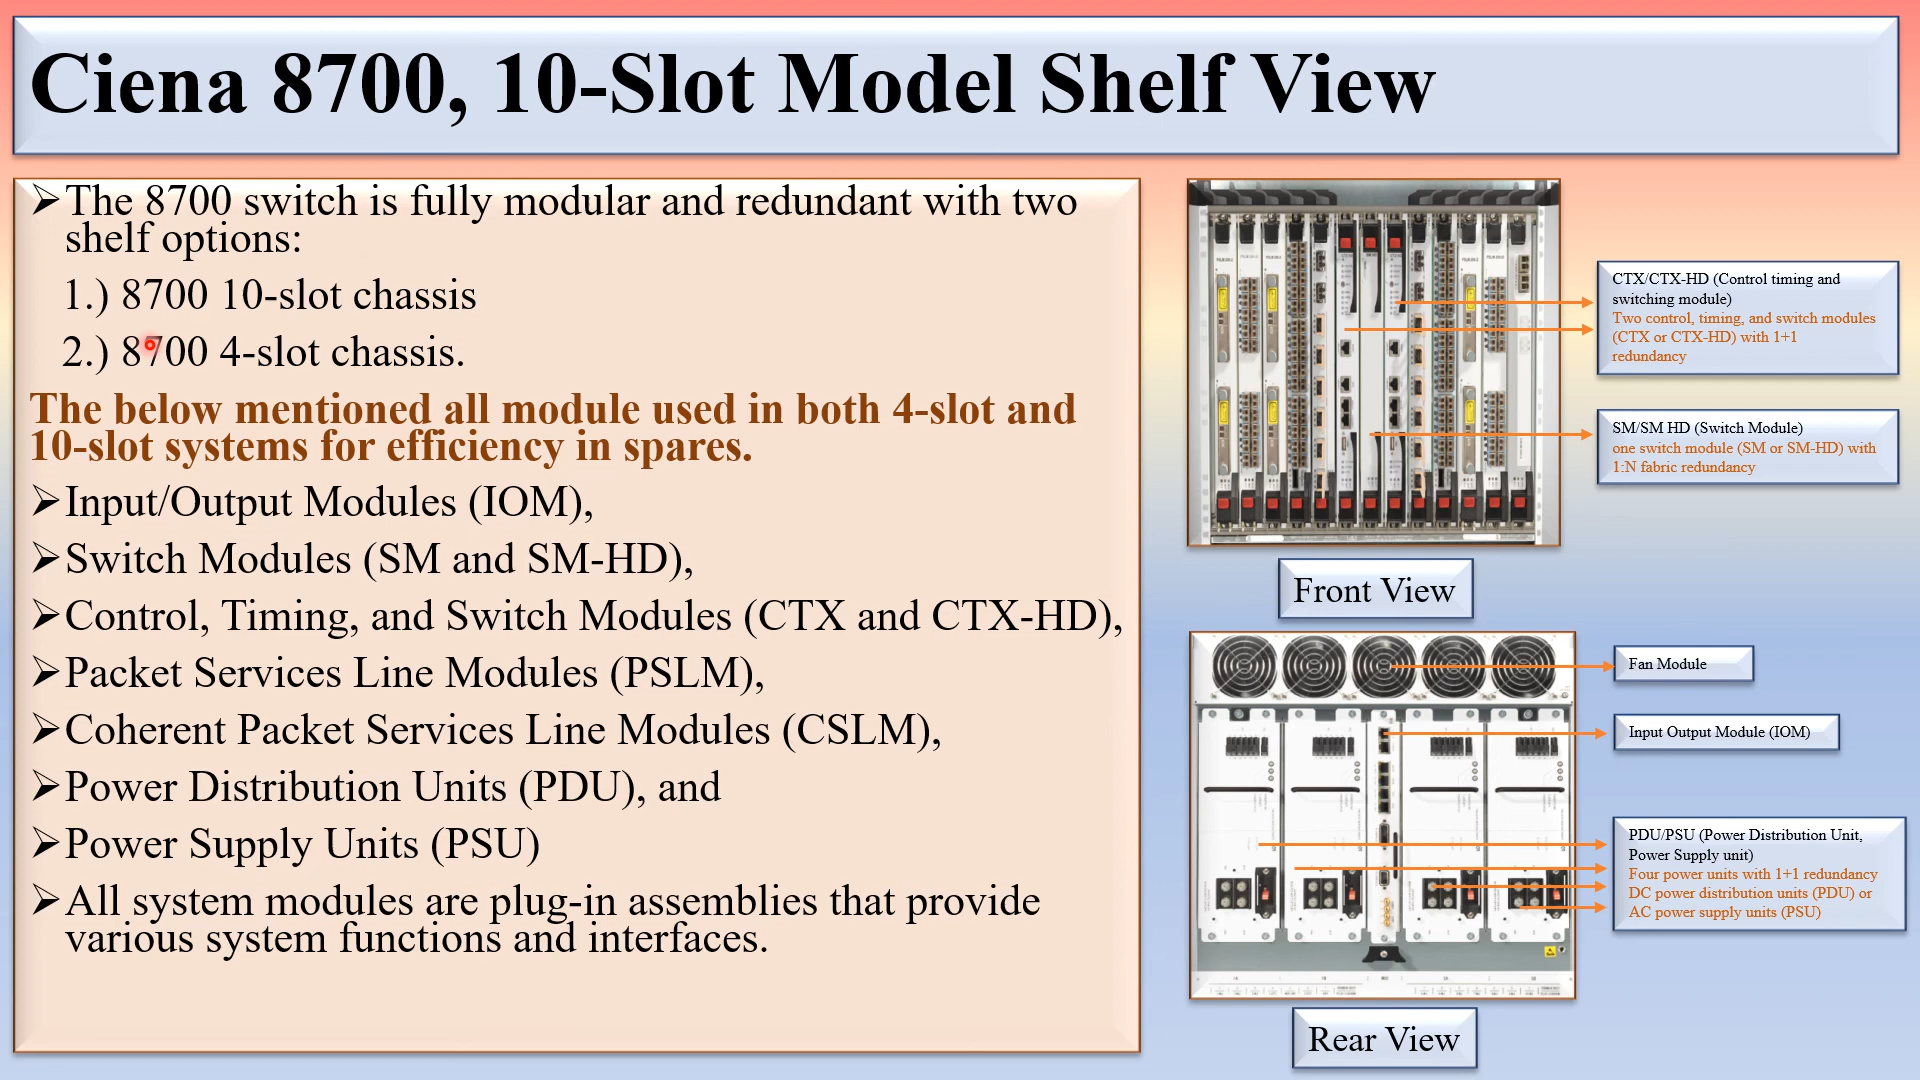 Ciena 8700, 10-Slot Model Shelf View
➢The 8700 switch is fully modular and redundant with two
shelf options:
1.) 8700 10-slot chassis
2.) 8700 4-slot chassis.
The below mentioned all module used in both 4-slot and
10-slot systems for efficiency in spares.
➢Input/Output Modules (IOM),
➢Switch Modules (SM and SM-HD),
➢Control, Timing, and Switch Modules (CTX and CTX-HD),
➢Packet Services Line Modules (PSLM),
➢Coherent Packet Services Line Modules (CSLM),
➢Power Distribution Units (PDU), and
➢Power Supply Units (PSU)
➢All system modules are plug-in assemblies that provide
various system functions and interfaces.
CTX/CTX-HD (Control timing and
switching module)
Two control, timing, and switch modules
(CTX or CTX-HD) with 1+1
redundancy
SM/SM HD (Switch Module)
one switch module (SM or SM-HD) with
1:N fabric redundancy
Front View
Fan Module
Input Output Module (IOM)
PDU/PSU (Power Distribution Unit,
Power Supply unit)
Four power units with 1+1 redundancy
DC power distribution units (PDU) or
AC power supply units (PSU)
Rear View